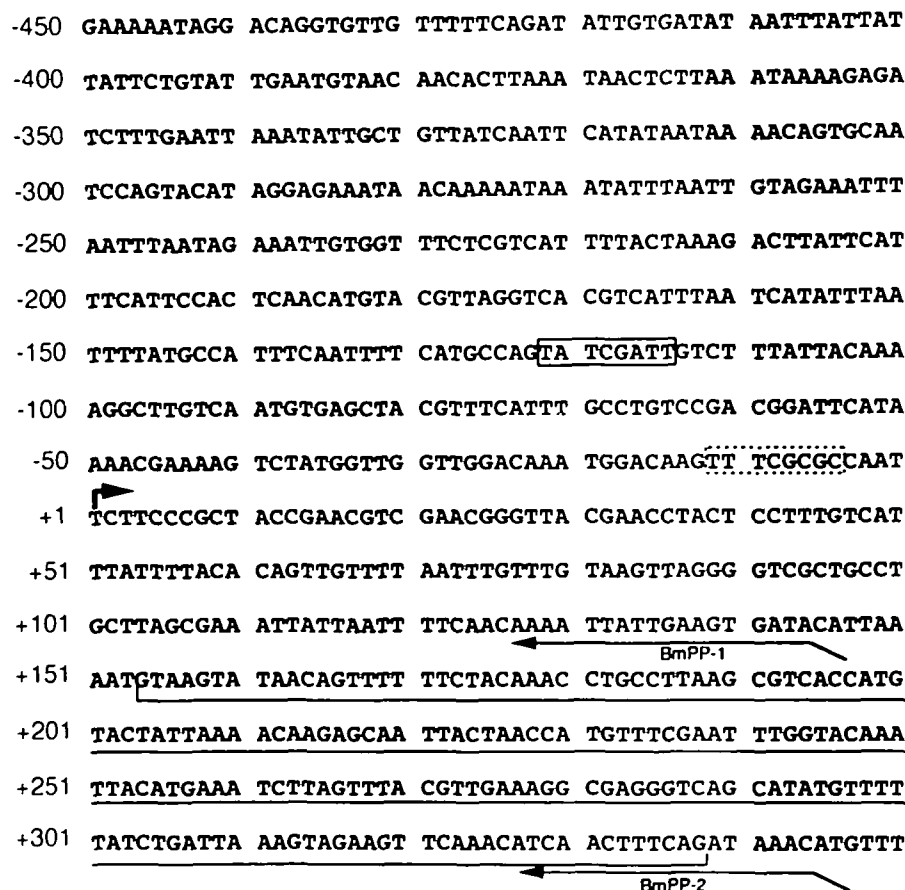 -450 GAAAAATAGG ACAGGTGTTG TTTTTCAGAT ATTGTGATAT AATTTATTAT
-400 TATTCTGTAT TGAATGTAAC AACACTTAAA TAACTCTTAA ATAAAAGAGA
-350 TCTTTGAATT AAATATTGCT GTTATCAATT CATATAATAA AACAGTGCAA
-300 TCCAGTACAT AGGAGAAATA ACAAAAATAA ATATTTAATT GTAGAAATTT
-250 AATTTAATAG AAATTGTGGT TTCTCGTCAT TTTACTAAAG ACTTATTCAT
-200 TTCATTCCAC TCAACATGTA CGTTAGGTCA CGTCATTTAA TCATATTTAA
-150 TTTTATGCCA TTTCAATTTT CATGCCAGTA TCGATTGTCT TTATTACAAA
-100 AGGCTTGTCA ATGTGAGCTA CGTTTCATTT GCCTGTCCGA CGGATTCATA
-50 AAACGAAAAG TCTATGGTTG GTTGGACAAA TGGACAAGTT TCGCGCCAAT
+1 TCTTCCCGCT ACCGAACGTC GAACGGGTTA CGAACCTACT CCTTTGTCAT
+51 TTATTTTACA CAGTTGTTTT AATTTGTTTG TAAGTTAGGG GTCGCTGCCT
+101 GCTTAGCGAA ATTATTAATT TTCAACAAAA TTATTGAAGT GATACATTAA
BmPP-1
+151 AATGTAAGTA TAACAGTTTT TTCTACAAAC CTGCCTTAAG CGTCACCATG
+201 TACTATTAAA ACAAGAGCAA TTACTAACCA TGTTTCGAAT TTGGTACAAA
+251 TTACATGAAA TCTTAGTTTA CGTTGAAAGG CGAGGGTCAG CATATGTTTT
+301 TATCTGATTA AAGTAGAAGT TCAAACATCA ACTTTCAGAT AAACATGTTT
BmPP-2